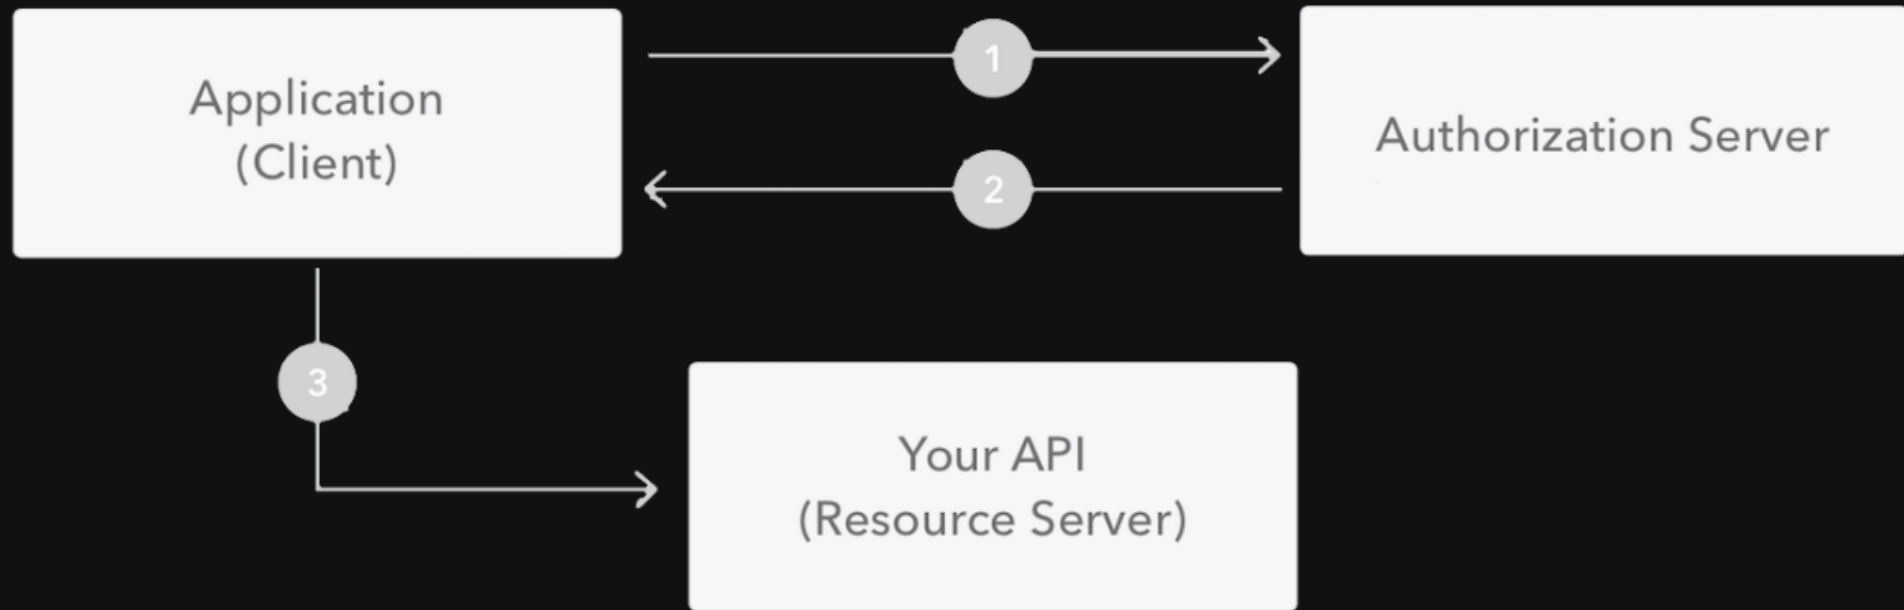 Application
(Client)
1
Authorization Server
2
3
Your API
(Resource Server)